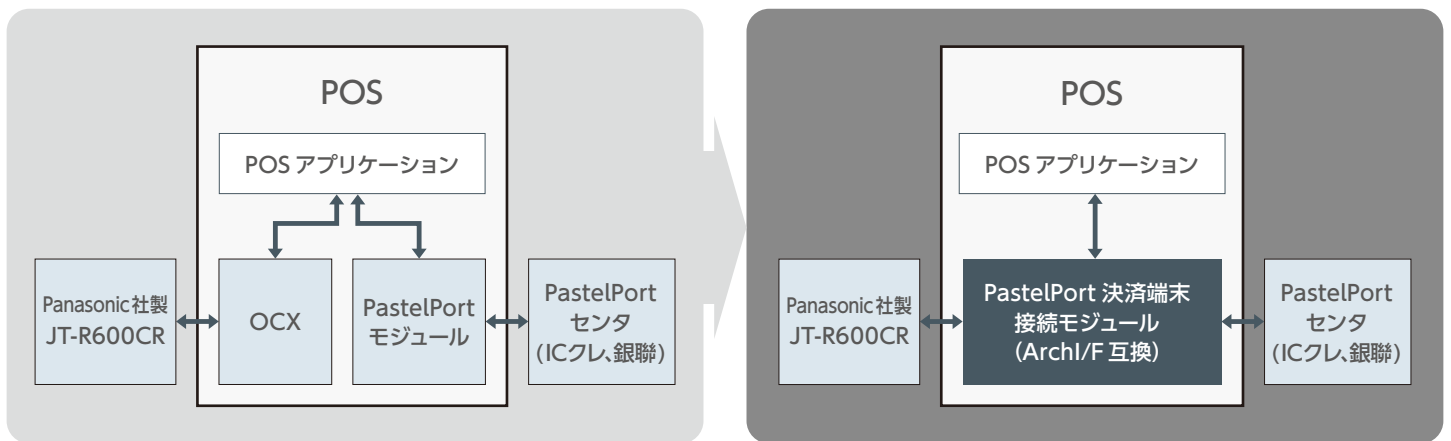 POS
POS アプリケーション
Panasonic社製
JT-R600CR
OCX
PastelPort
モジュール
PastelPort
センタ
(ICクレ、銀聯)
POS
POS アプリケーション
Panasonic社製
JT-R600CR
PastelPort 決済端末
接続モジュール
(ArchI/F 互換)
PastelPort
センタ
(ICクレ、銀聯)